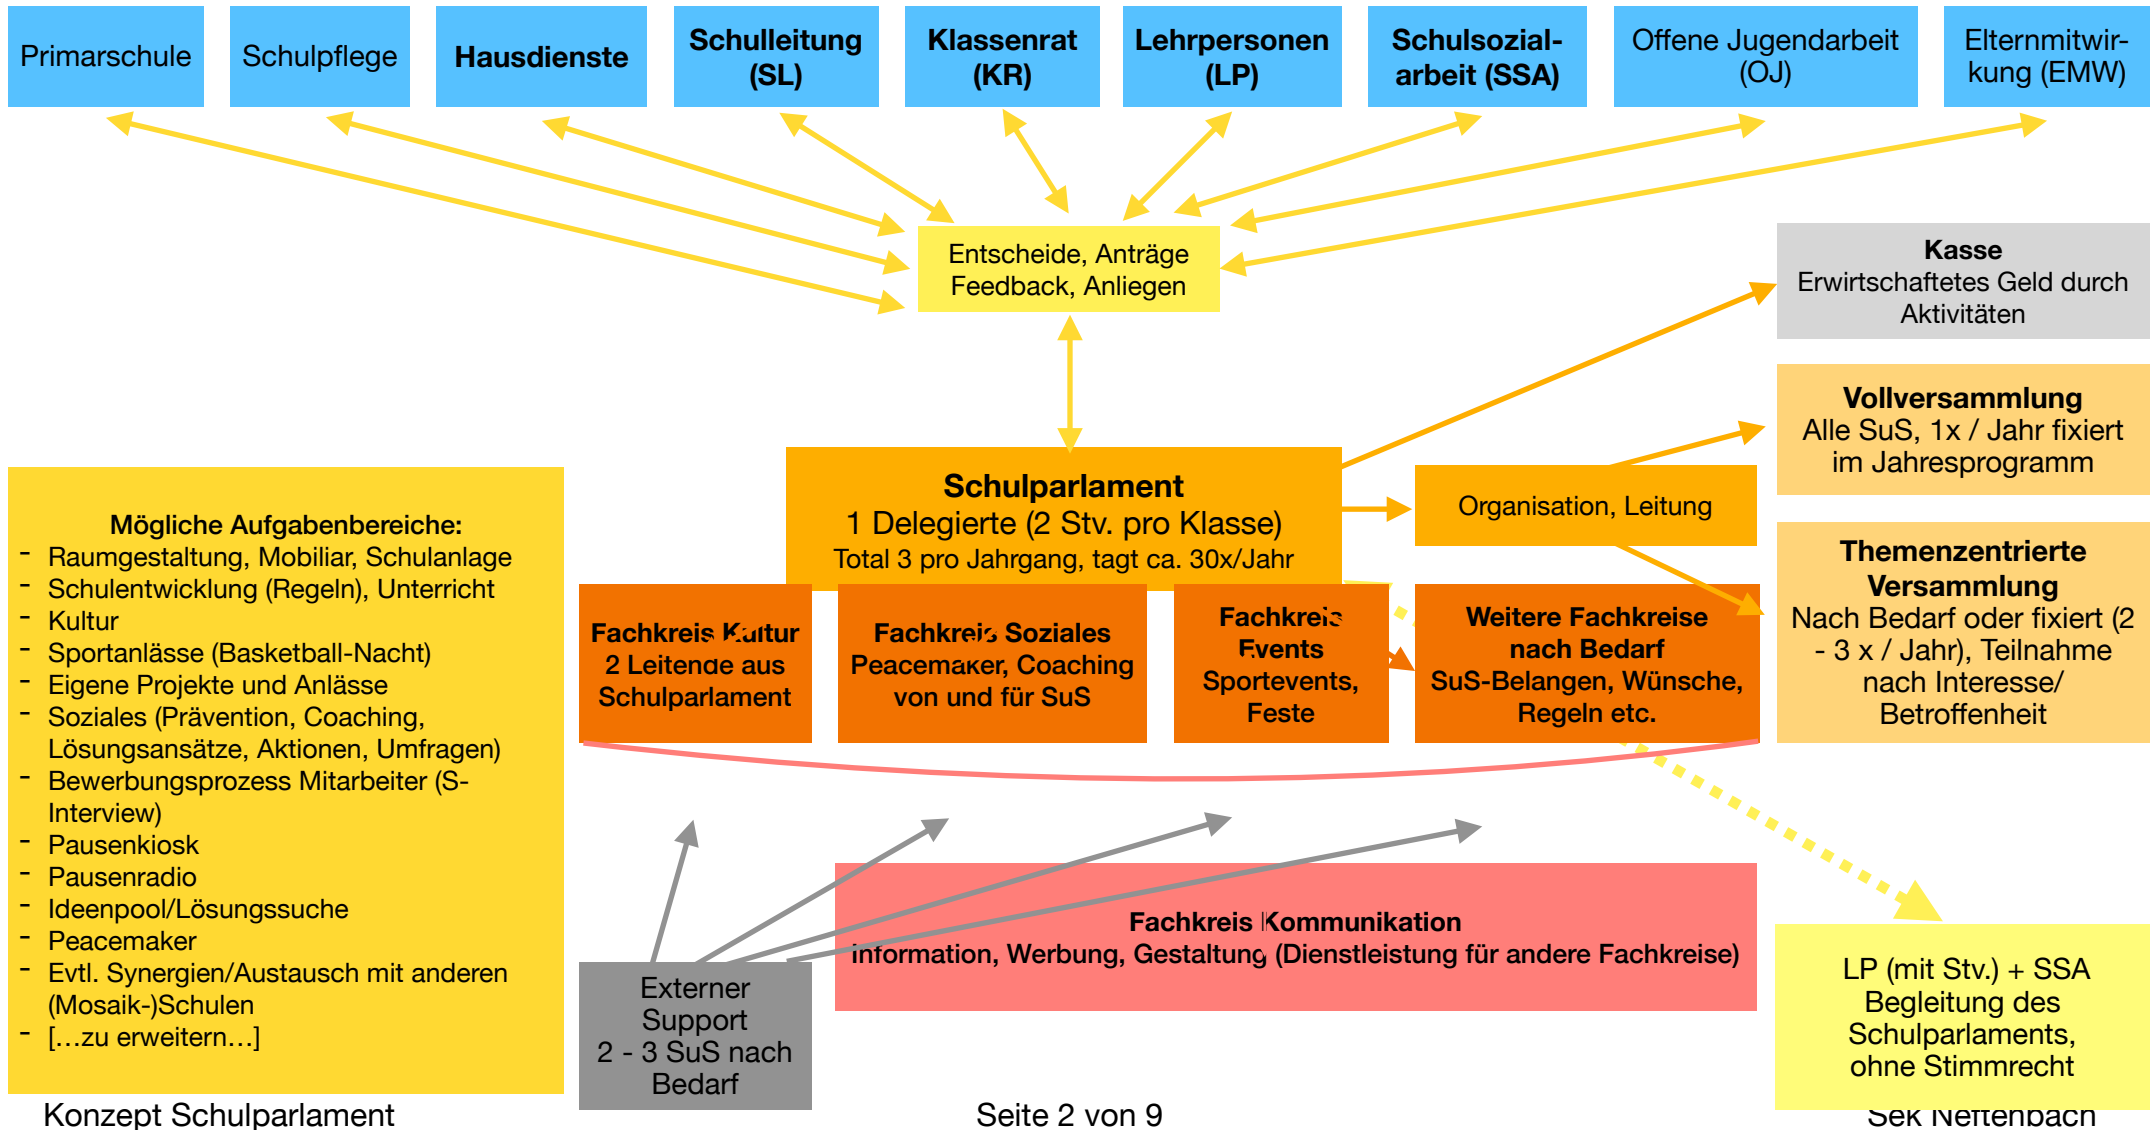 Primarschule
Schulpflege
Hausdienste
Schulleitung
(SL)
Klassenrat
(KR)
Lehrpersonen
(LP)
Schulsozial-
arbeit (SSA)
Offene Jugendarbeit
(OJ)
Elternmitwir-
kung (EMW)
Entscheide, Anträge
Feedback, Anliegen
Kasse
Erwirtschaftetes Geld durch
Aktivitäten
Vollversammlung
Alle SuS, 1x / Jahr fixiert
im Jahresprogramm
Schulparlament
1 Delegierte (2 Stv. pro Klasse)
Total 3 pro Jahrgang, tagt ca. 30x/Jahr
Organisation, Leitung
Themenzentrierte
Versammlung
Nach Bedarf oder fixiert (2
- 3 x / Jahr), Teilnahme
nach Interesse/
Betroffenheit
Mögliche Aufgabenbereiche:
- Raumgestaltung, Mobiliar, Schulanlage
- Schulentwicklung (Regeln), Unterricht
- Kultur
- Sportanlässe (Basketball-Nacht)
- Eigene Projekte und Anlässe
- Soziales (Prävention, Coaching,
Lösungsansätze, Aktionen, Umfragen)
- Bewerbungsprozess Mitarbeiter (S-
Interview)
- Pausenkiosk
- Pausenradio
- Ideenpool/Lösungssuche
- Peacemaker
- Evtl. Synergien/Austausch mit anderen
(Mosaik-)Schulen
- […zu erweitern…]
Fachkreis Kultur
2 Leitende aus
Schulparlament
Fachkreis Soziales
Peacemaker, Coaching
von und für SuS
Fachkreis
Events
Sportevents,
Feste
Weitere Fachkreise
nach Bedarf
SuS-Belangen, Wünsche,
Regeln etc.
Fachkreis Kommunikation
Information, Werbung, Gestaltung (Dienstleistung für andere Fachkreise)
Externer
Support
2 - 3 SuS nach
Bedarf
LP (mit Stv.) + SSA
Begleitung des
Schulparlaments,
ohne Stimmrecht
Konzept Schulparlament
Seite 2 von 9
Sek Neftenbach